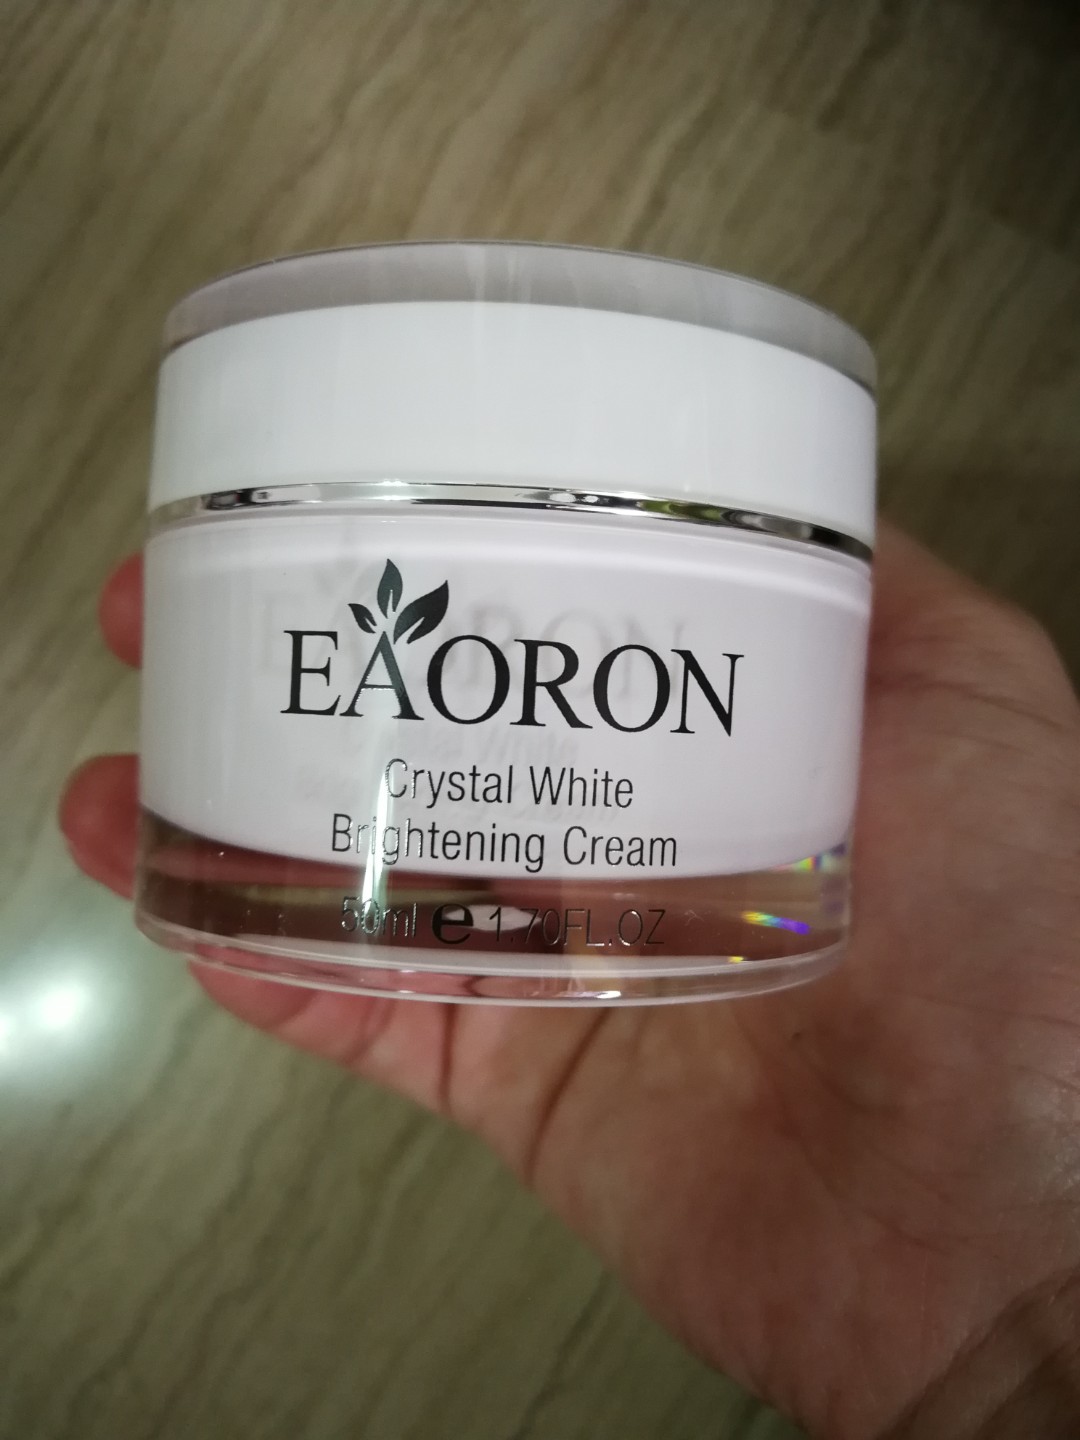 EAORON
Crystal White
Brightening Cream
50ml e 1.70FL.OZ